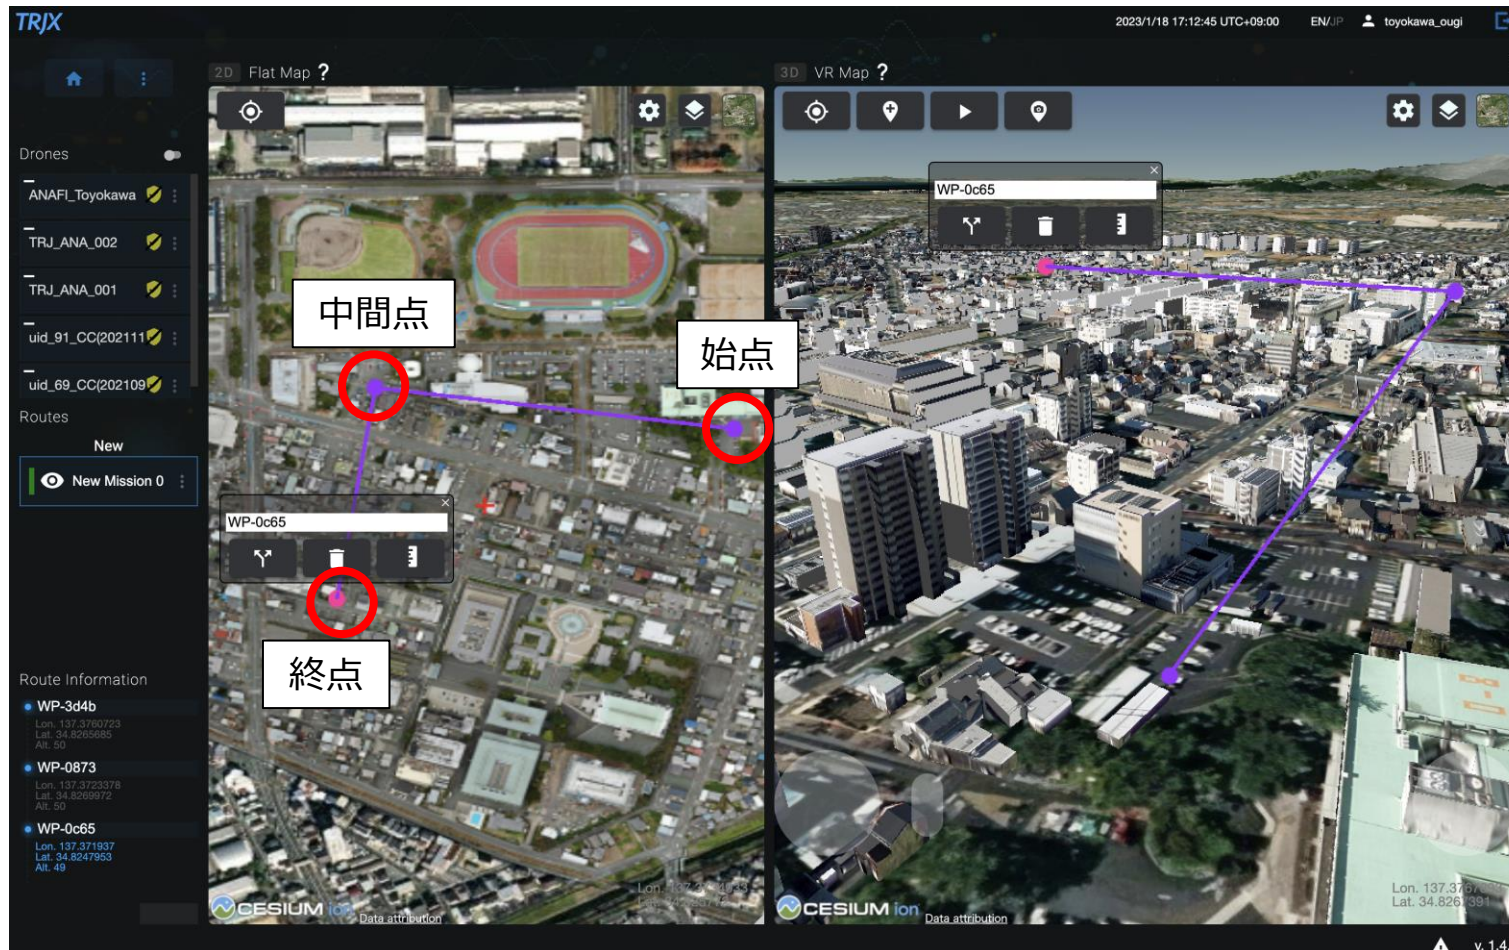 TRJX
2023/1/18 17:12:45 UTC+09:00
EN/JP
toyokawa_ougi
2D Flat Map ?
3D VR Map ?
Drones
ANAFI_Toyokawa
TRJ_ANA_002
TRJ_ANA_001
uid_91_CC(202111
uid_69_CC(202109
Routes
New
New Mission 0
Route Information
WP-3d4b
Lon. 137.3760723
Lat. 34.8265685
Alt. 50
WP-0873
Lon. 137.3723378
Lat. 34.8269972
Alt. 50
WP-0c65
Lon. 137.371937
Lat. 34.8247953
Alt. 49
中間点
始点
WP-0c65
終点
CESIUM ion
Data attribution
WP-0c65
CESIUM ion
Data attribution
v. 1.4